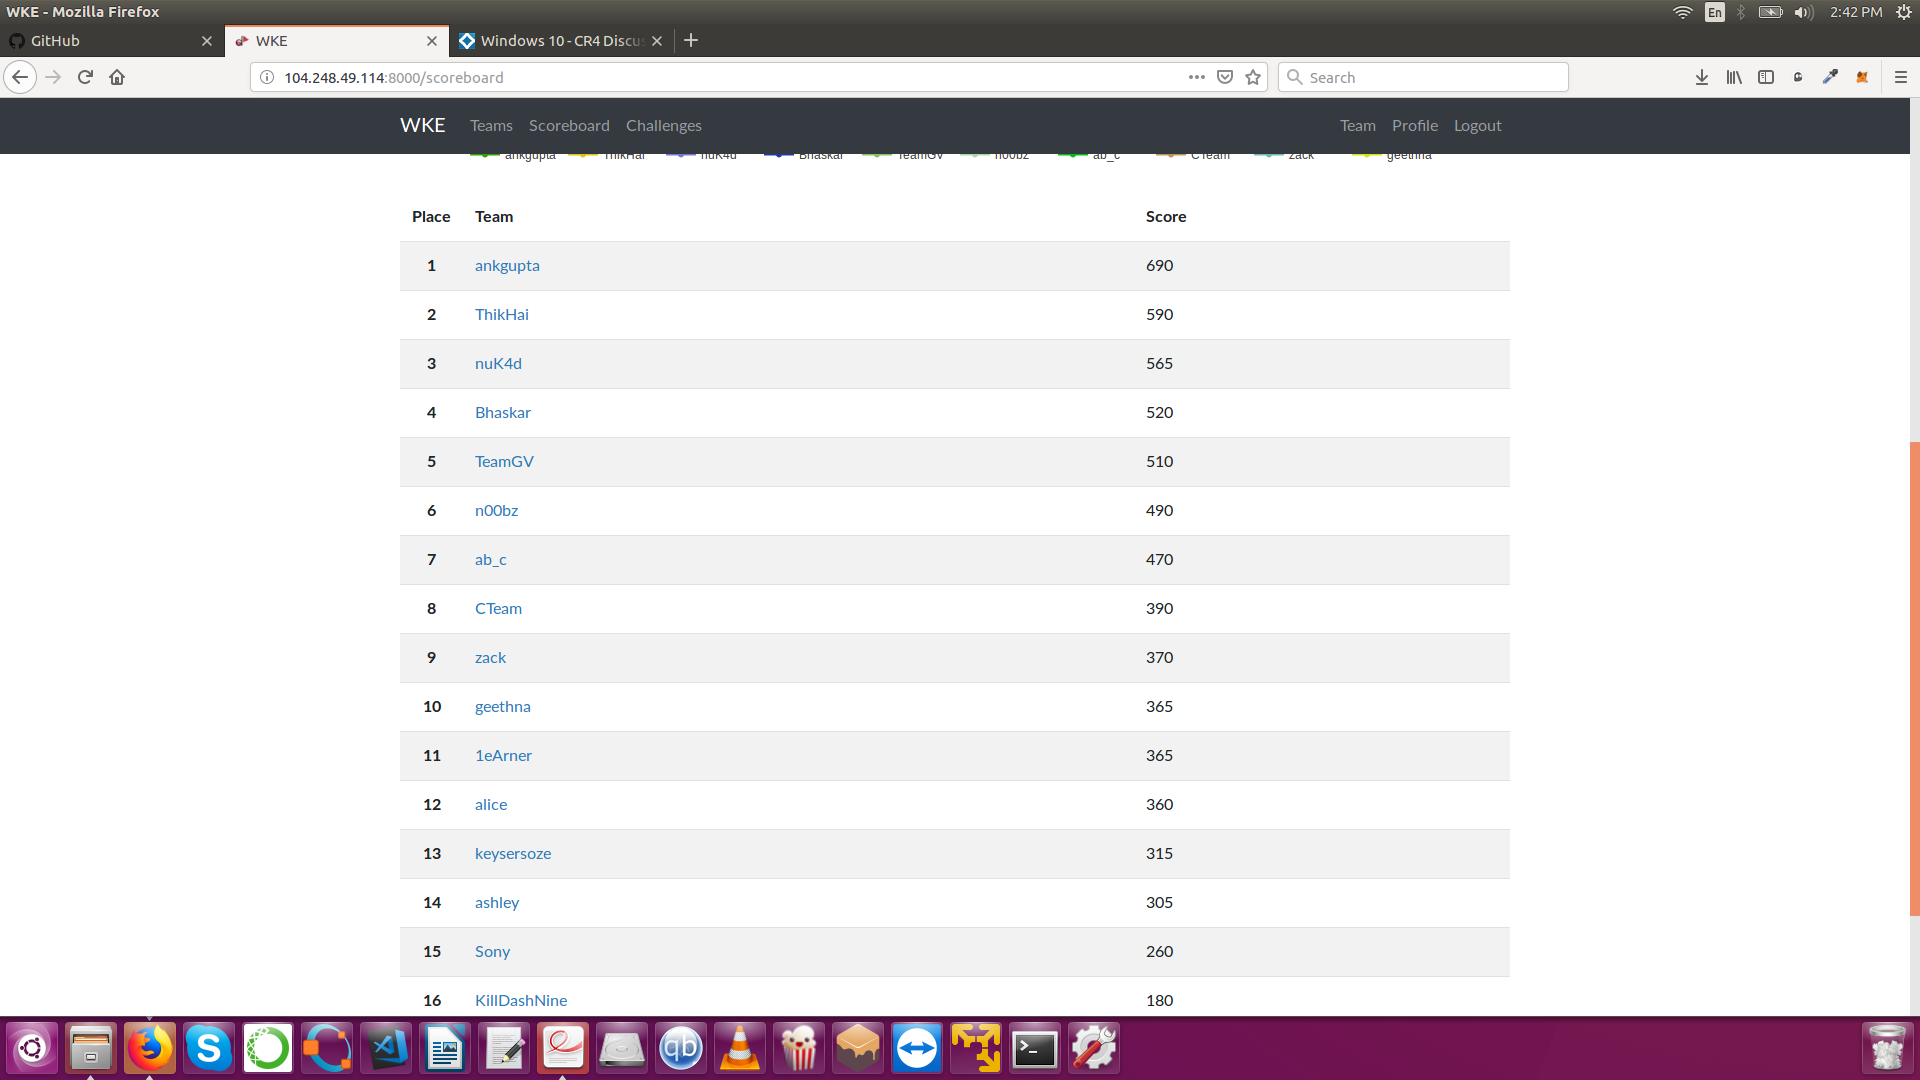 WKE - Mozilla Firefox
En
2:42 PM
GitHub
WKE
Windows 10 - CR4 Discus
104.248.49.114:8000/scoreboard
Search
WKE Teams Scoreboard Challenges Team Profile Logout
ankgupta ThikHai nuK4d Bhaskar TeamGV n00bz ab_c CTeam zack geethna
Place Team Score
1 ankgupta 690
2 ThikHai 590
3 nuK4d 565
4 Bhaskar 520
5 TeamGV 510
6 n00bz 490
7 ab_c 470
8 CTeam 390
9 zack 370
10 geethna 365
11 1eArner 365
12 alice 360
13 keysersoze 315
14 ashley 305
15 Sony 260
16 KillDashNine 180
qb